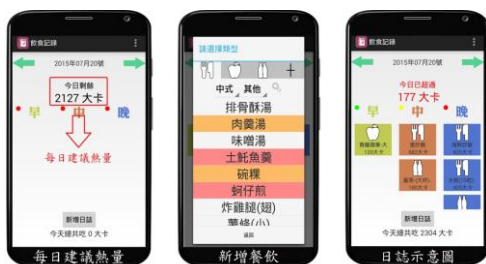 飲食記錄
2015年07月20號
今日剩餘
2127 大卡
早 中 晚
每日建議熱量
新增日誌
今天總共吃 0 大卡
每日建議熱量
請選擇類型
中式 其他
排骨酥湯
肉羹湯
味噌湯
土魠魚羹
碗粿
蚵仔煎
炸雞腿(翅)
薯條(小)
返回
新增餐飲
飲食記錄
2015年07月20號
今日已超過
177 大卡
早 中 晚
新增日誌
今天總共吃 2304 大卡
日誌示意圖